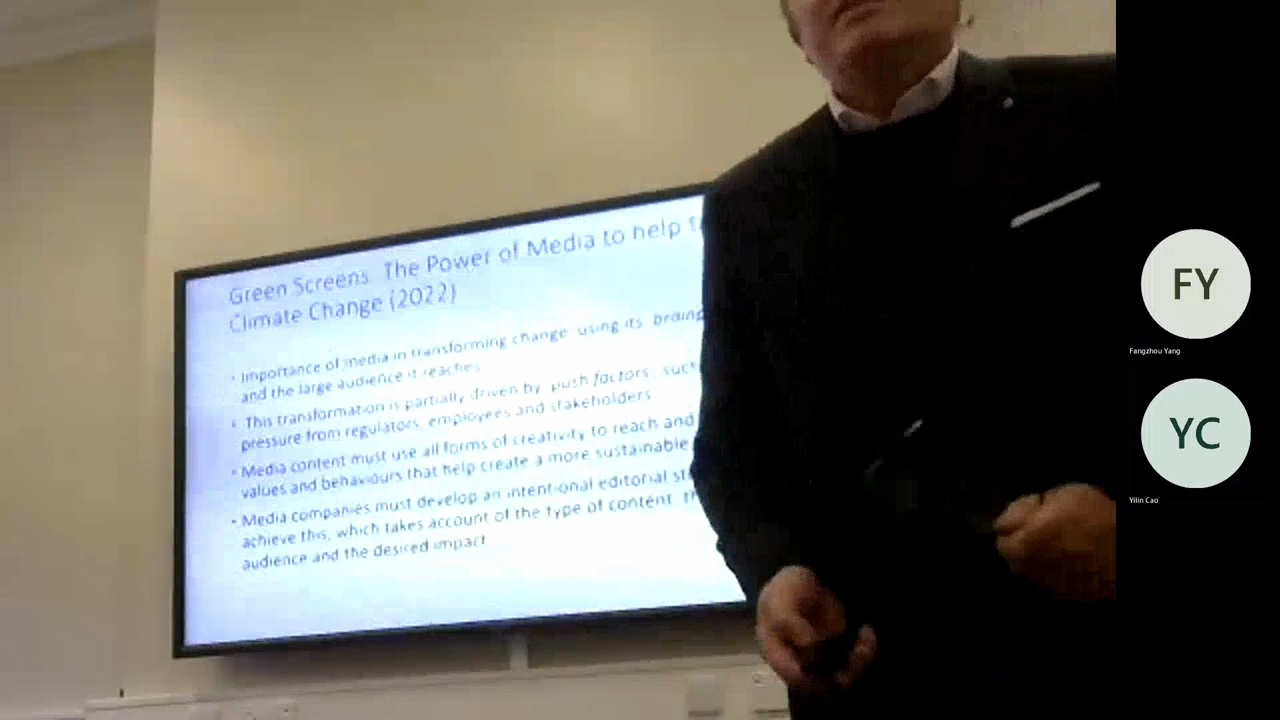 Green Screens The Power of Media to help
Climate Change (2022)
• Importance of media in transforming change using its
and the large audience it reaches
• This transformation is partially driven by push factors such
pressure from regulators, employees and stakeholders
• Media content must use all forms of creativity to reach and
values and behaviours that help create a more sustainable
• Media companies must develop an intentional editorial
achieve this, which takes account of the type of content
audience and the desired impact
FY
Fangzhou Yang
YC
Yilin Cao